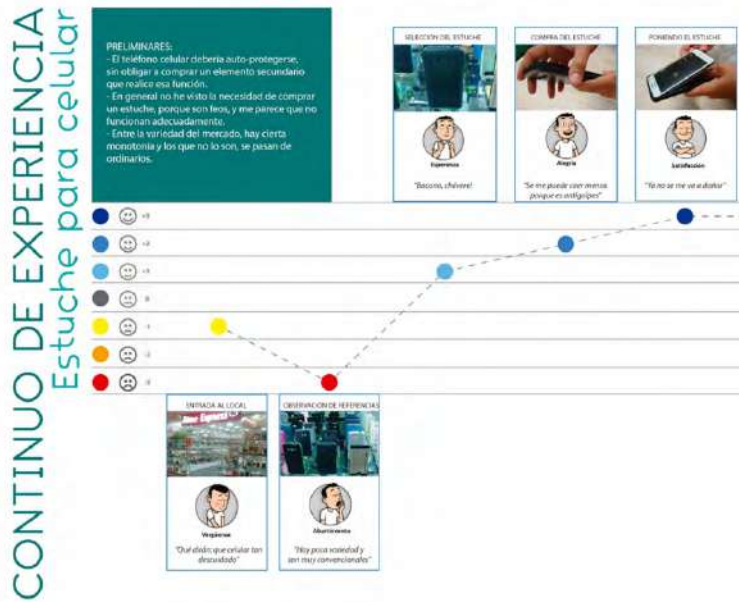 CONTINUO DE EXPERIENCIA
Estuche para celular
PRELIMINARES:
- El teléfono celular debería auto-protegerse,
sin obligar a comprar un elemento secundario
que realice esa función.
- En general no he visto la necesidad de comprar
un estuche, porque son feos, y me parece que no
funcionan adecuadamente.
- Entre la variedad del mercado, hay cierta
monotonía y los que no lo son, se pasan de
ordinarios.
SELECCIÓN DEL ESTUCHE
Esperanza
"Bacano, chévere!
COMPRA DEL ESTUCHE
Alegría
"Se me puede caer menos
porque es antigolpes"
PONIENDO EL ESTUCHE
Satisfacción
"Ya no se me va a dañar"
+3
+2
+1
0
-1
-2
-3
ENTRADA AL LOCAL
Vergüenza
"Qué dirán; que celular tan
descuidado"
OBSERVACIÓN DE REFERENCIAS
Aburrimiento
"Hay poca variedad y
son muy convencionales"